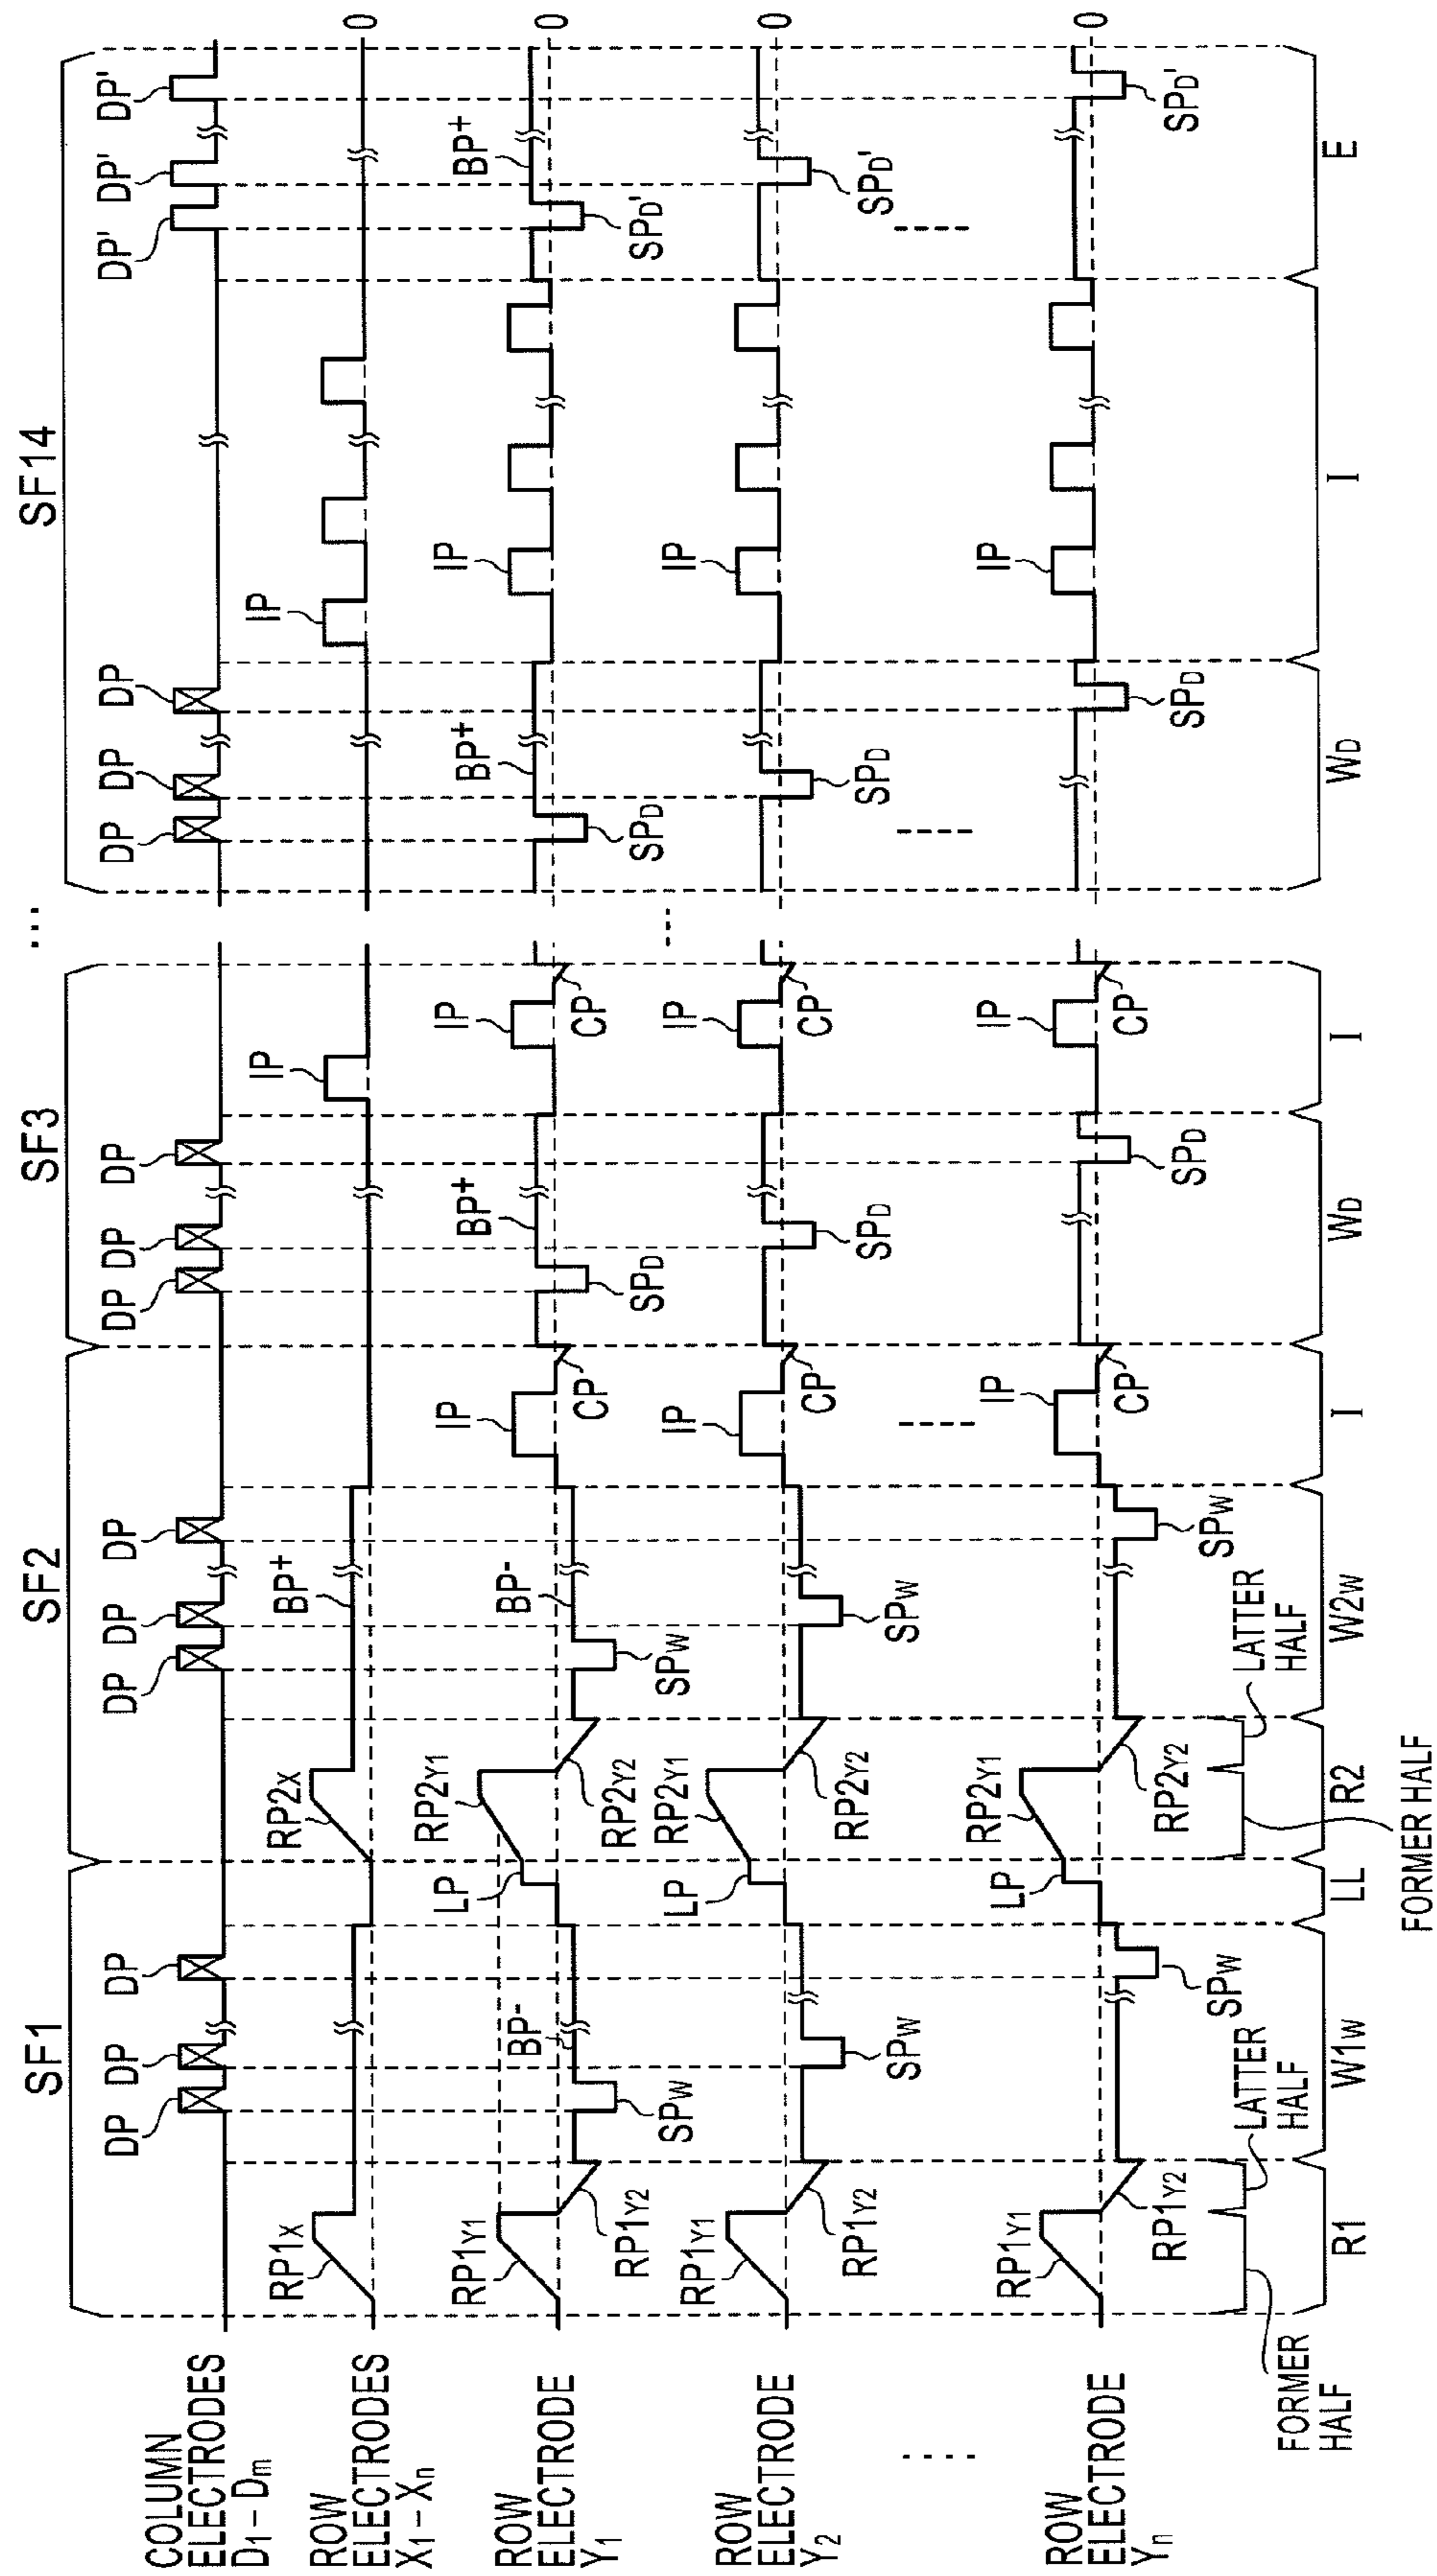 SF1 SF2 SF3 ... SF14
COLUMN
ELECTRODES
D1–Dm
DP DP DP DP DP DP DP DP DP DP DP DP DP' DP' DP'
ROW
ELECTRODES
X1–Xn
RP1X RP2X BP+ IP IP 0
ROW
ELECTRODE
Y1
RP1Y1 RP1Y2 SPW BP- LP RP2Y1 RP2Y2 SPW BP- IP CP SPD BP+ IP CP SPD BP+ IP SPD' BP+ 0
ROW
ELECTRODE
Y2
RP1Y1 RP1Y2 SPW LP RP2Y1 RP2Y2 SPW IP CP SPD IP CP SPD IP SPD' 0
ROW
ELECTRODE
Yn
RP1Y1 RP1Y2 SPW LP RP2Y1 RP2Y2 SPW IP CP SPD IP CP SPD IP SPD' 0
FORMER
HALF
LATTER
HALF
FORMER HALF
LATTER
HALF
R1 W1W LL R2 W2W I WD I WD I E